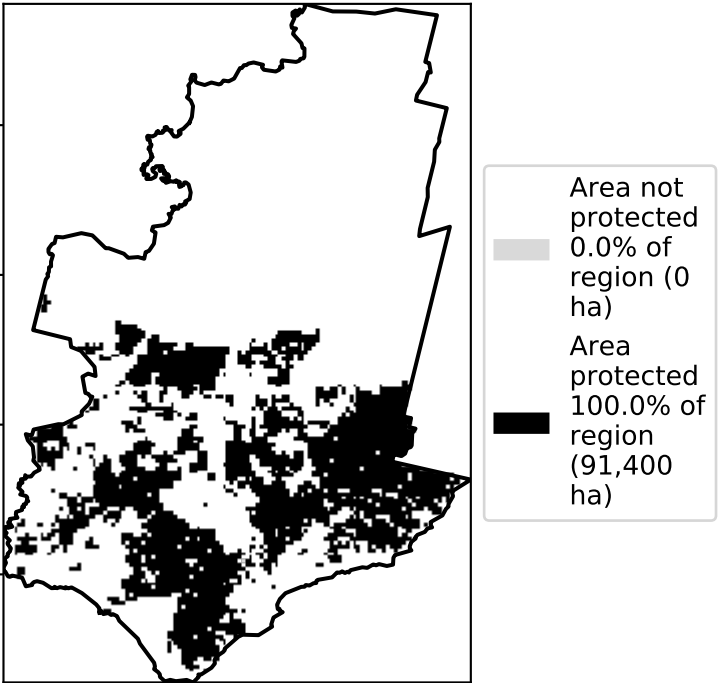 Area not
protected
0.0% of
region (0
ha)
Area
protected
100.0% of
region
(91,400
ha)